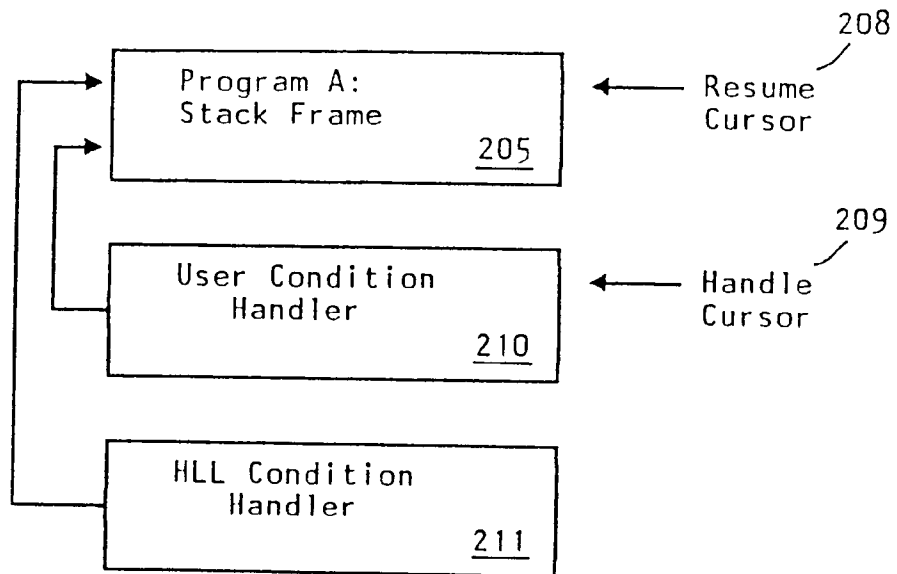 208
Program A:
Stack Frame
205
Resume
Cursor
209
User Condition
Handler
210
Handle
Cursor
HLL Condition
Handler
211